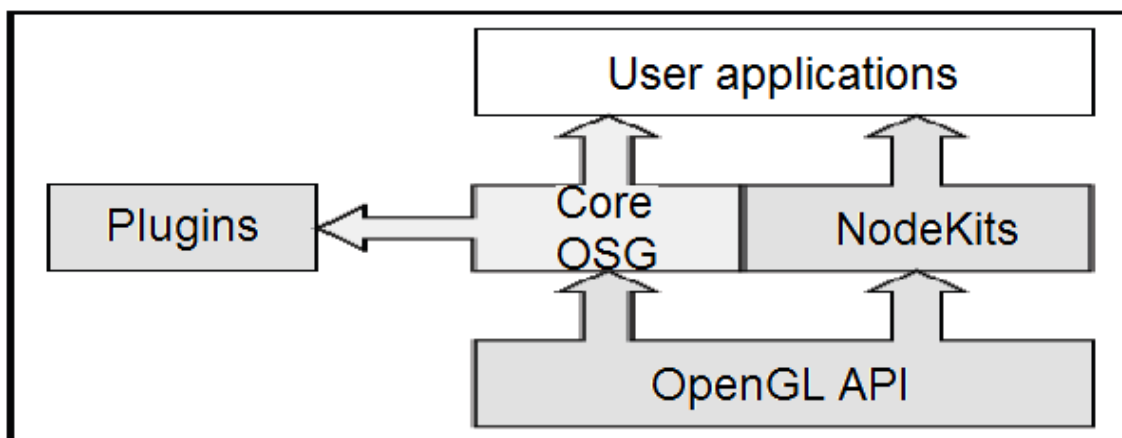 User applications
Plugins
Core
OSG
NodeKits
OpenGL API